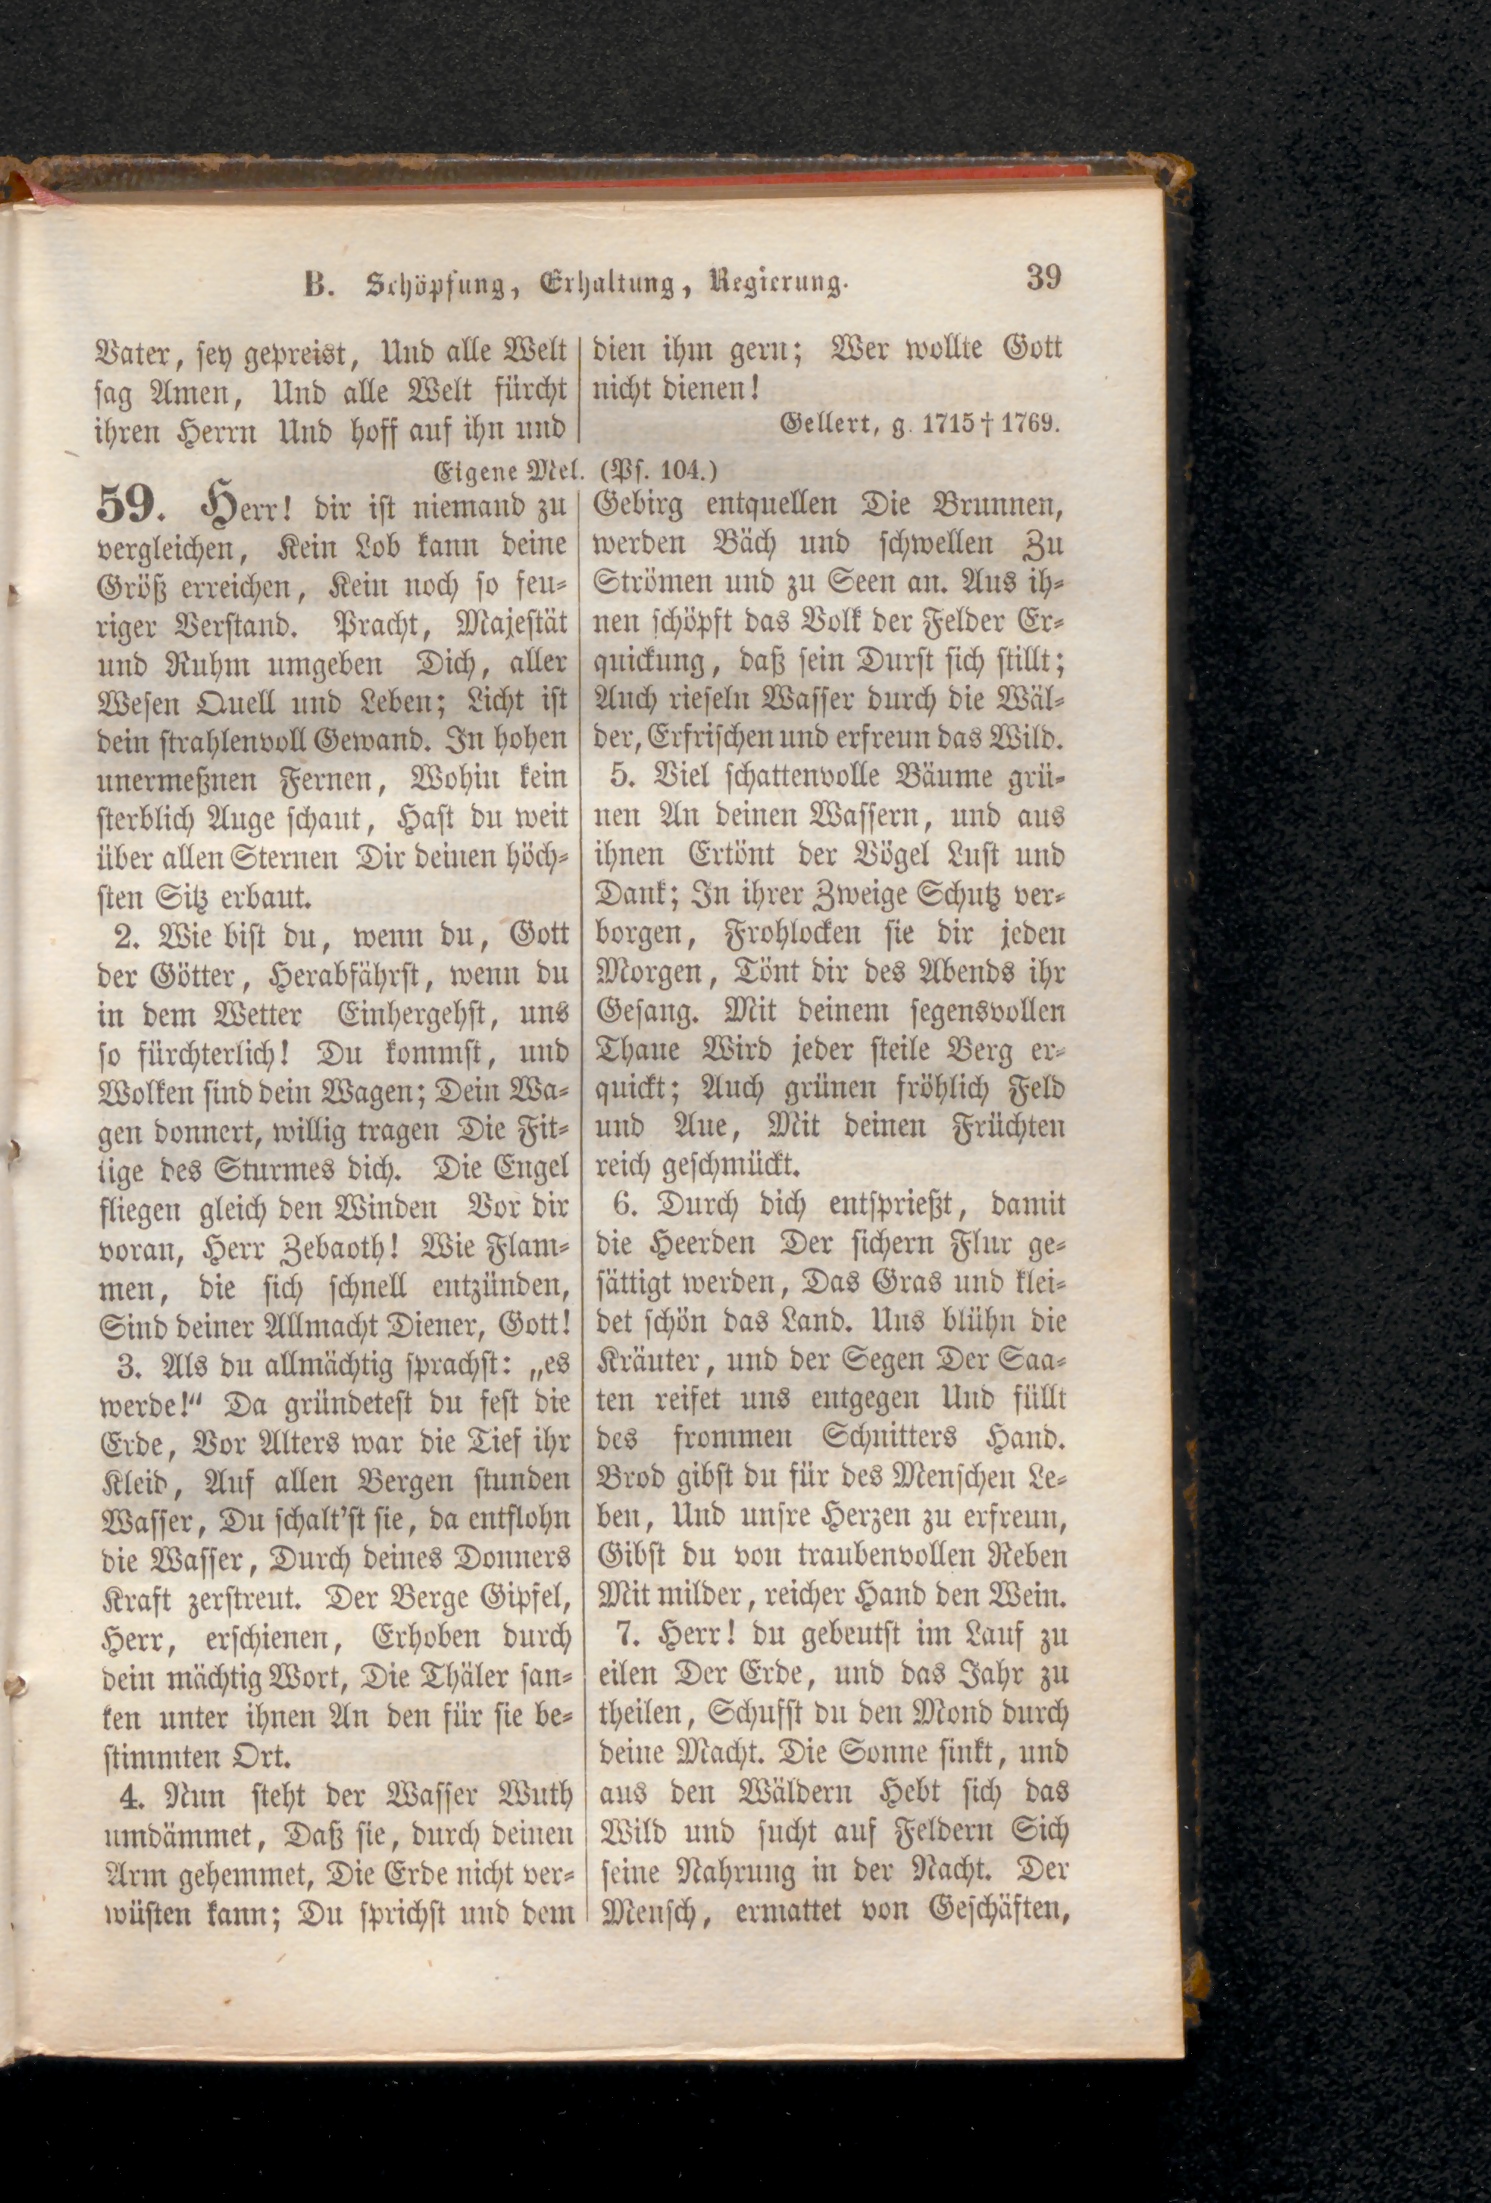 B. Schöpfung, Erhaltung, Regierung.
39
Vater, sey gepreist, Und alle Welt
sag Amen, Und alle Welt fürcht
ihren Herrn Und hoff auf ihn und
dien ihm gern; Wer wollte Gott
nicht dienen!
Gellert, g. 1715 † 1769.
Eigene Mel. (Ps. 104.)
59. Herr! dir ist niemand zu
vergleichen, Kein Lob kann deine
Größ erreichen, Kein noch so feu-
riger Verstand. Pracht, Majestät
und Ruhm umgeben Dich, aller
Wesen Quell und Leben; Licht ist
dein strahlenvoll Gewand. In hohen
unermeßnen Fernen, Wohin kein
sterblich Auge schaut, Hast du weit
über allen Sternen Dir deinen höch-
sten Sitz erbaut.
2. Wie bist du, wenn du, Gott
der Götter, Herabfährst, wenn du
in dem Wetter Einhergehst, uns
so fürchterlich! Du kommst, und
Wolken sind dein Wagen; Dein Wa-
gen donnert, willig tragen Die Fit-
tige des Sturmes dich. Die Engel
fliegen gleich den Winden Vor dir
voran, Herr Zebaoth! Wie Flam-
men, die sich schnell entzünden,
Sind deiner Allmacht Diener, Gott!
3. Als du allmächtig sprachst: „es
werde!“ Da gründetest du fest die
Erde, Vor Alters war die Tief ihr
Kleid, Auf allen Bergen stunden
Wasser, Du schalt'st sie, da entflohn
die Wasser, Durch deines Donners
Kraft zerstreut. Der Berge Gipfel,
Herr, erschienen, Erhoben durch
dein mächtig Wort, Die Thäler san-
ken unter ihnen An den für sie be-
stimmten Ort.
4. Nun steht der Wasser Wuth
umdämmet, Daß sie, durch deinen
Arm gehemmet, Die Erde nicht ver-
wüsten kann; Du sprichst und dem
Gebirg entquellen Die Brunnen,
werden Bäch und schwellen Zu
Strömen und zu Seen an. Aus ih-
nen schöpft das Volk der Felder Er-
quickung, daß sein Durst sich stillt;
Auch rieseln Wasser durch die Wäl-
der, Erfrischen und erfreun das Wild.
5. Viel schattenvolle Bäume grü-
nen An deinen Wassern, und aus
ihnen Ertönt der Vögel Lust und
Dank; In ihrer Zweige Schutz ver-
borgen, Frohlocken sie dir jeden
Morgen, Tönt dir des Abends ihr
Gesang. Mit deinem segensvollen
Thaue Wird jeder steile Berg er-
quickt; Auch grünen fröhlich Feld
und Aue, Mit deinen Früchten
reich geschmückt.
6. Durch dich entsprießt, damit
die Heerden Der sichern Flur ge-
sättigt werden, Das Gras und klei-
det schön das Land. Uns blühn die
Kräuter, und der Segen Der Saa-
ten reifet uns entgegen Und füllt
des frommen Schnitters Hand.
Brod gibst du für des Menschen Le-
ben, Und unsre Herzen zu erfreun,
Gibst du von traubenvollen Reben
Mit milder, reicher Hand den Wein.
7. Herr! du gebeutst im Lauf zu
eilen Der Erde, und das Jahr zu
theilen, Schufst du den Mond durch
deine Macht. Die Sonne sinkt, und
aus den Wäldern Hebt sich das
Wild und sucht auf Feldern Sich
seine Nahrung in der Nacht. Der
Mensch, ermattet von Geschäften,